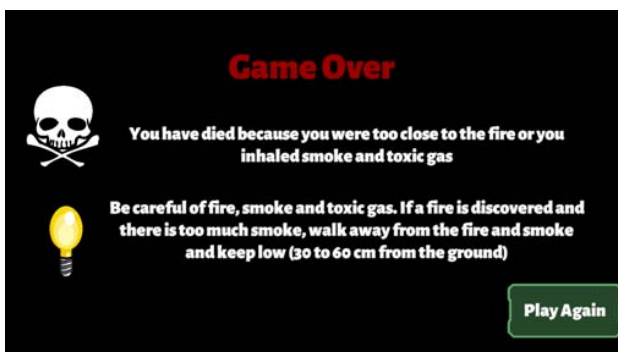 Game Over
You have died because you were too close to the fire or you
inhaled smoke and toxic gas
Be careful of fire, smoke and toxic gas. If a fire is discovered and
there is too much smoke, walk away from the fire and smoke
and keep low (30 to 60 cm from the ground)
Play Again